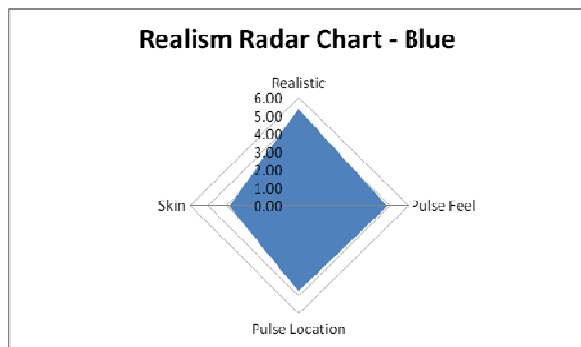 Realism Radar Chart - Blue
Realistic
6.00
5.00
4.00
3.00
2.00
1.00
0.00
Skin
Pulse Feel
Pulse Location